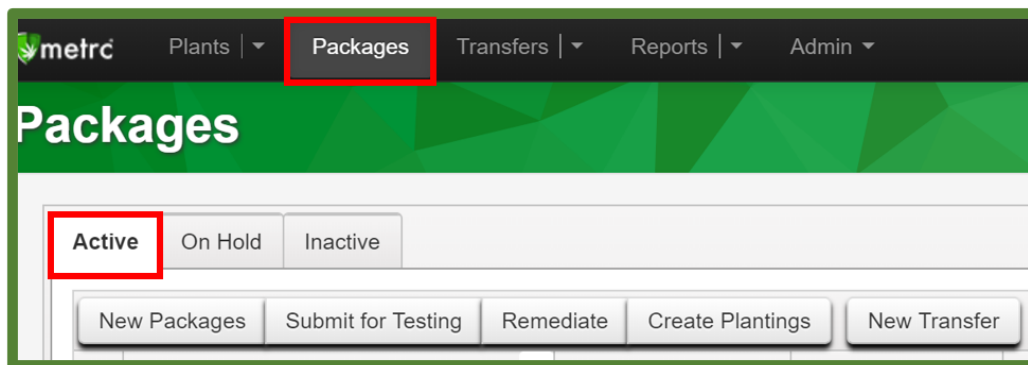 metrc Plants Packages Transfers Reports Admin
Packages
Active On Hold Inactive
New Packages Submit for Testing Remediate Create Plantings New Transfer